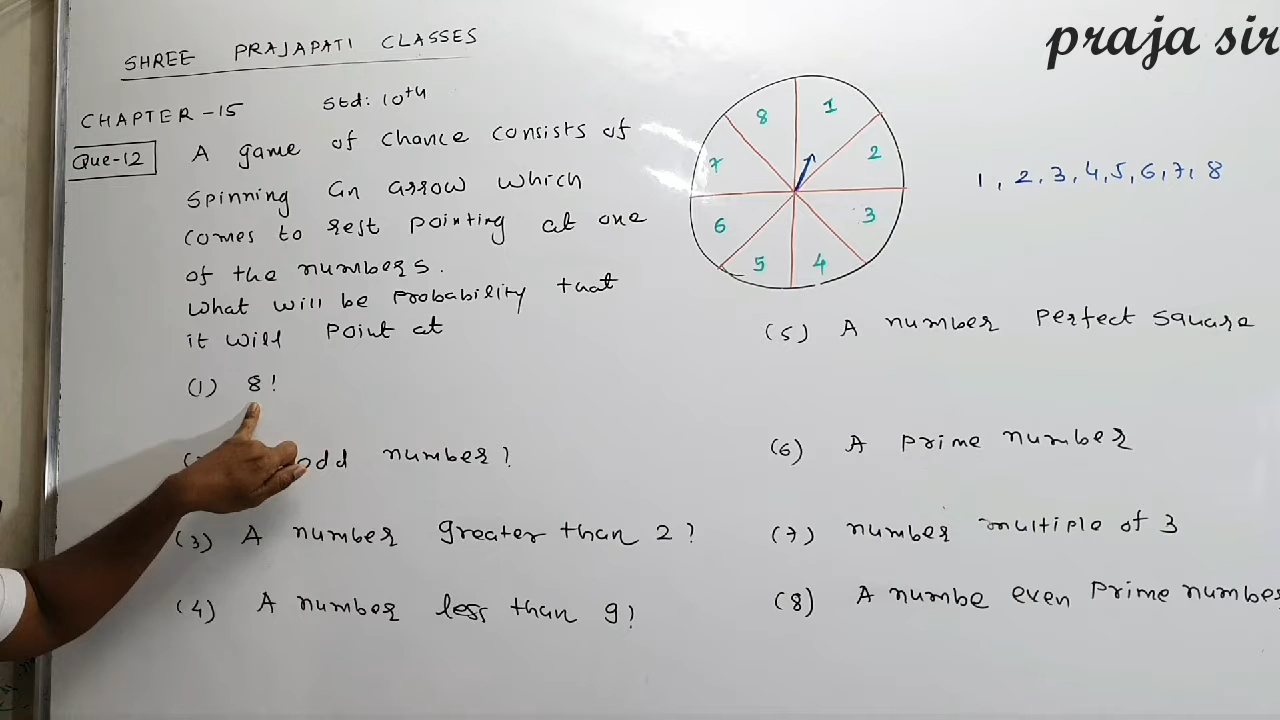 praja sir
SHREE PRAJAPATI CLASSES
CHAPTER-15 Std: 10th
Que-12 A game of chance consists of
spinning an arrow which
comes to rest pointing at one
of the numbers.
What will be Probability that
it will Point at
(1) 8!
odd number?
(3) A number greater than 2?
(4) A number less than 9!
8 1
7 2
6 3
5 4
1, 2, 3, 4, 5, 6, 7, 8
(5) A number Perfect Square
(6) A Prime number
(7) number multiple of 3
(8) A numbe even Prime number